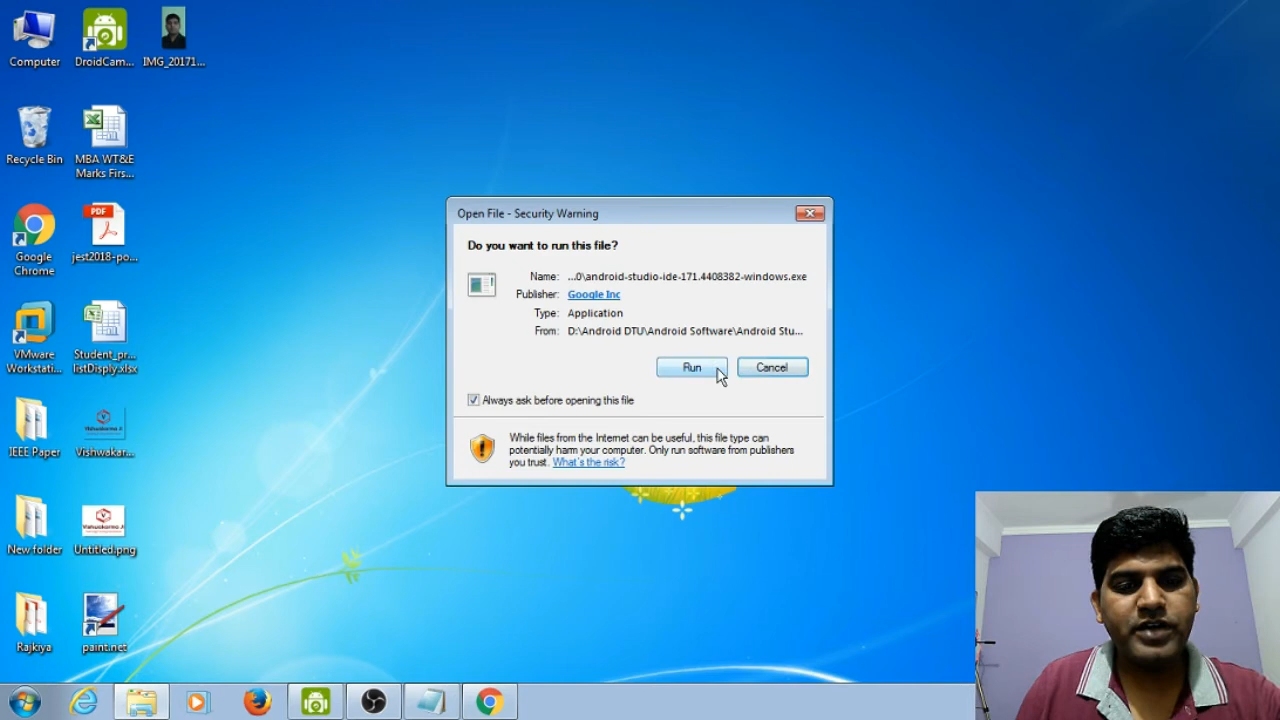 Computer
DroidCam...
IMG_20171...
Recycle Bin
MBA WT&E
Marks Firs...
Google
Chrome
PDF
jest2018-po...
VMware
Workstati...
Student_pr...
listDisply.xlsx
IEEE Paper
Vishwakar...
New folder
Vishwakarma Ji
Untitled.png
Rajkiya
paint.net
Open File - Security Warning
Do you want to run this file?
Name: ...0\android-studio-ide-171.4408382-windows.exe
Publisher: Google Inc
Type: Application
From: D:\Android DTU\Android Software\Android Stu...
Run
Cancel
Always ask before opening this file
While files from the Internet can be useful, this file type can
potentially harm your computer. Only run software from publishers
you trust. What's the risk?